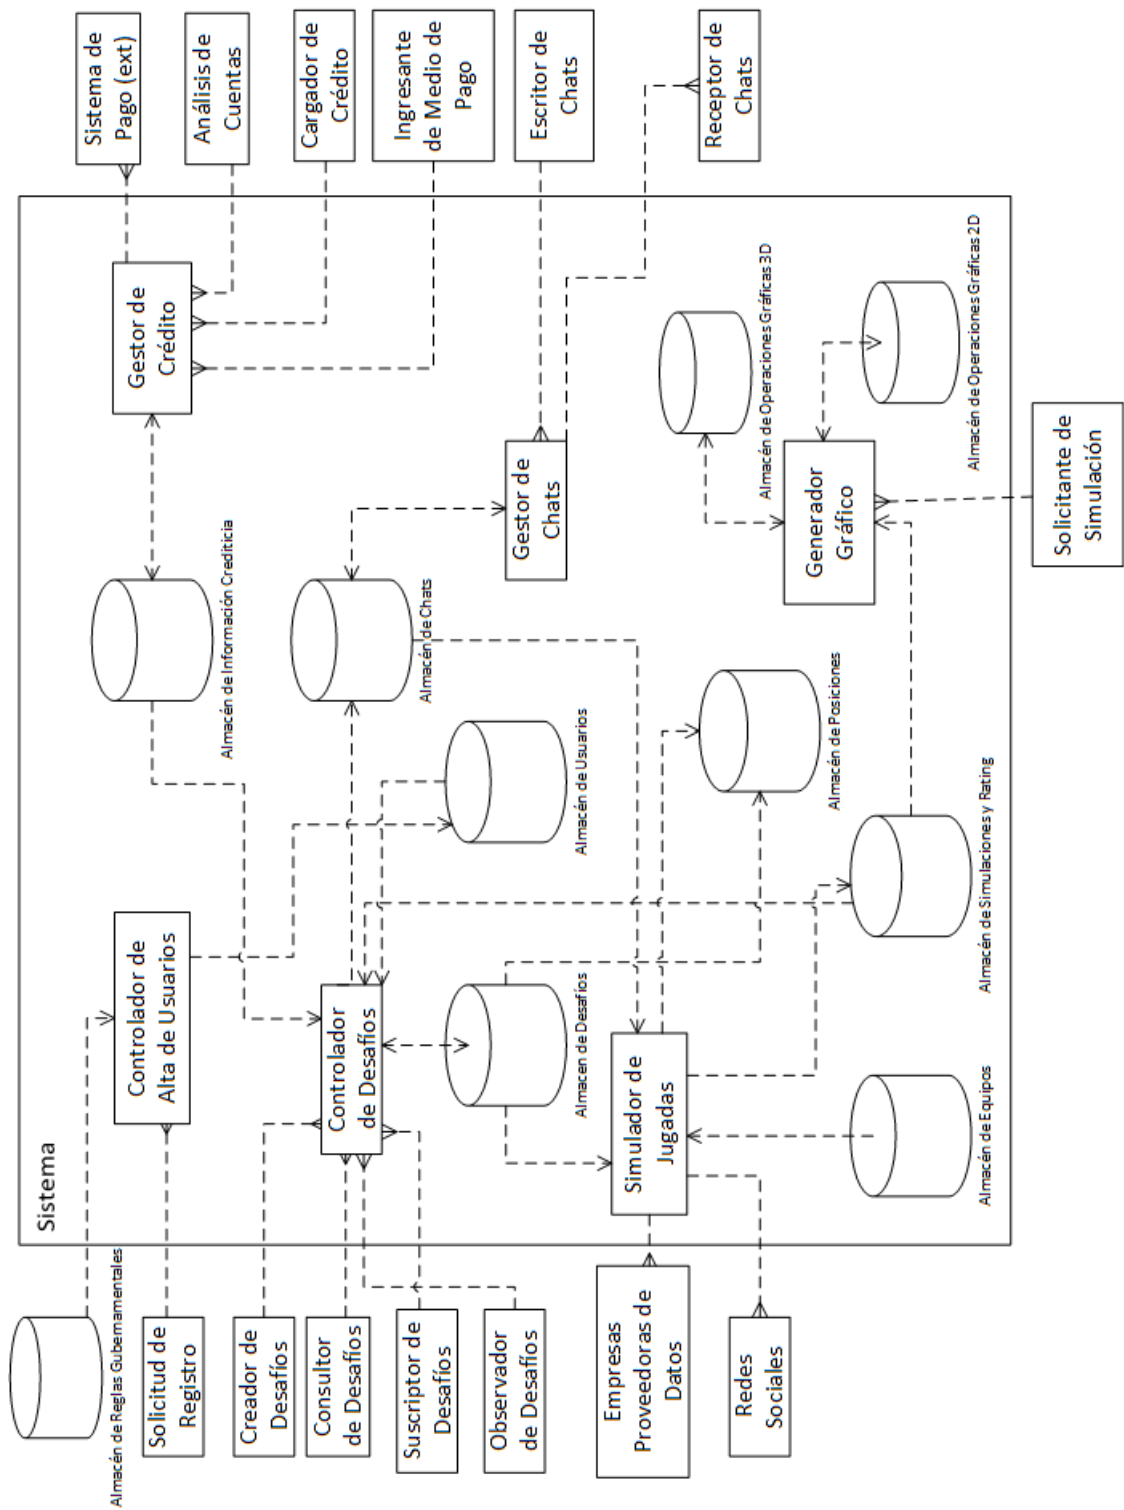 Sistema
Almacén de Reglas Gubernamentales
Solicitud de
Registro
Creador de
Desafíos
Consultor
de Desafíos
Suscriptor de
Desafíos
Observador
de Desafíos
Empresas
Proveedoras de
Datos
Redes
Sociales
Controlador de
Alta de Usuarios
Controlador
de Desafíos
Almacen de Desafíos
Simulador de
Jugadas
Almacén de Equipos
Almacén de Usuarios
Almacén de Simulaciones y Rating
Almacén de Posiciones
Almacén de Información Crediticia
Almacén de Chats
Gestor de
Crédito
Gestor de
Chats
Generador
Gráfico
Almacén de Operaciones Gráficas 3D
Almacén de Operaciones Gráficas 2D
Solicitante de
Simulación
Sistema de
Pago (ext)
Análisis de
Cuentas
Cargador de
Crédito
Ingresante
de Medio de
Pago
Escritor de
Chats
Receptor de
Chats